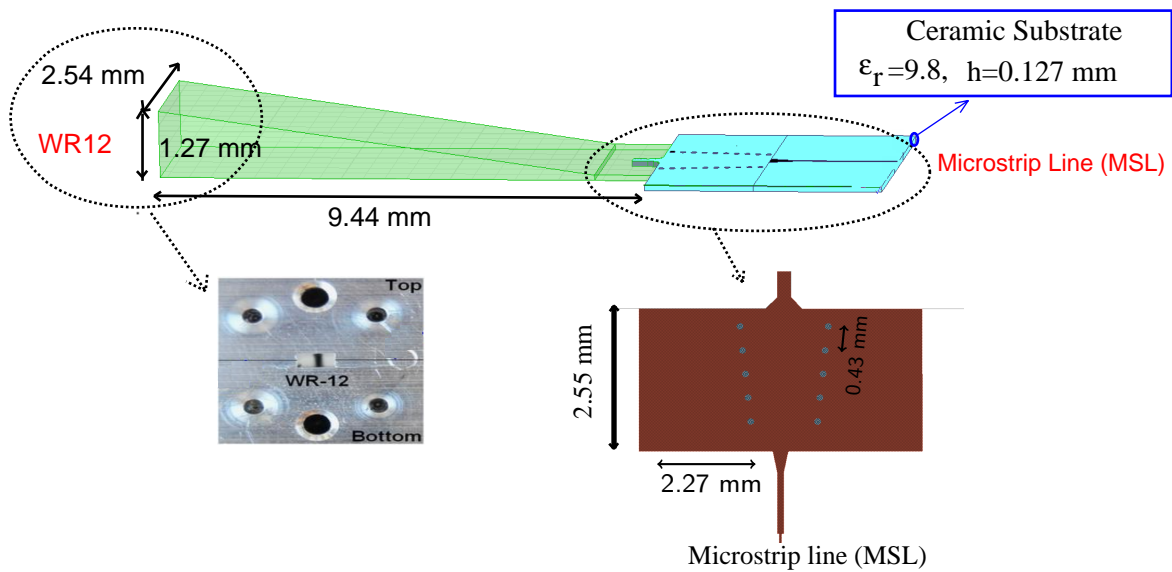 Ceramic Substrate
εr=9.8, h=0.127 mm
2.54 mm
WR12
1.27 mm
Microstrip Line (MSL)
9.44 mm
Top
WR-12
Bottom
0.43 mm
2.55 mm
2.27 mm
Microstrip line (MSL)